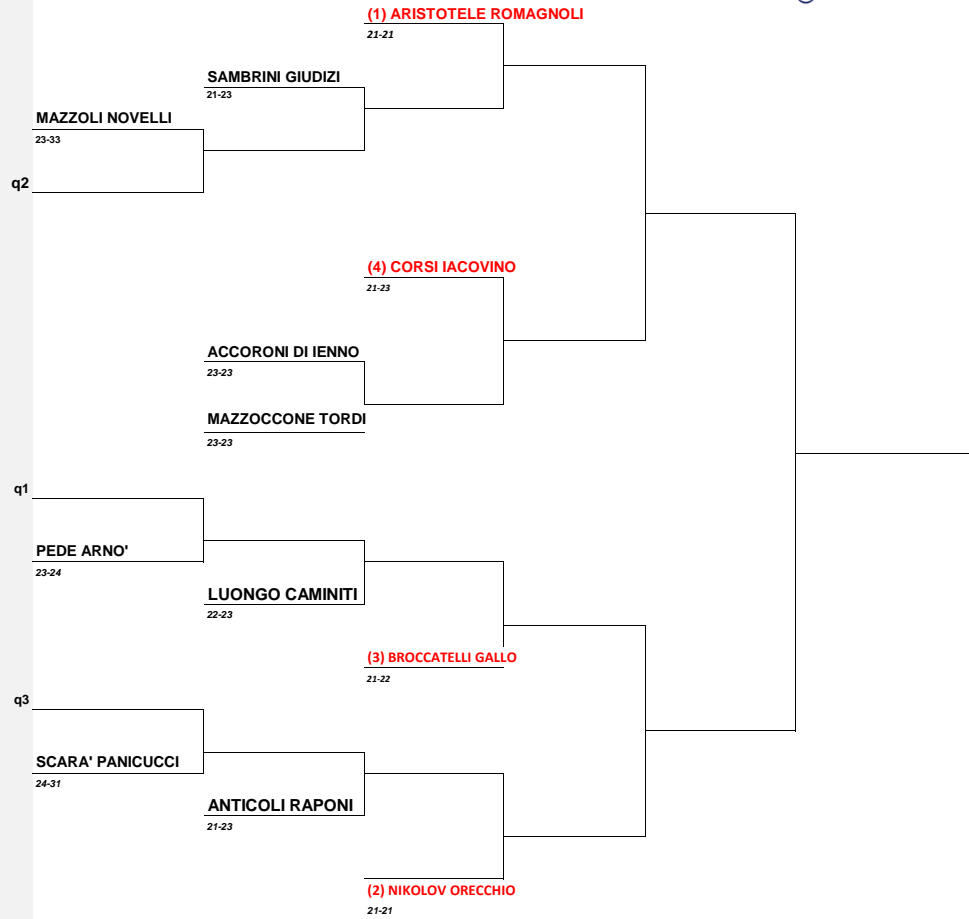 (1) ARISTOTELE ROMAGNOLI
21-21
SAMBRINI GIUDIZI
21-23
MAZZOLI NOVELLI
23-33
q2
(4) CORSI IACOVINO
21-23
ACCORONI DI IENNO
23-23
MAZZOCCONE TORDI
23-23
q1
PEDE ARNO'
23-24
LUONGO CAMINITI
22-23
(3) BROCCATELLI GALLO
21-22
q3
SCARA' PANICUCCI
24-31
ANTICOLI RAPONI
21-23
(2) NIKOLOV ORECCHIO
21-21